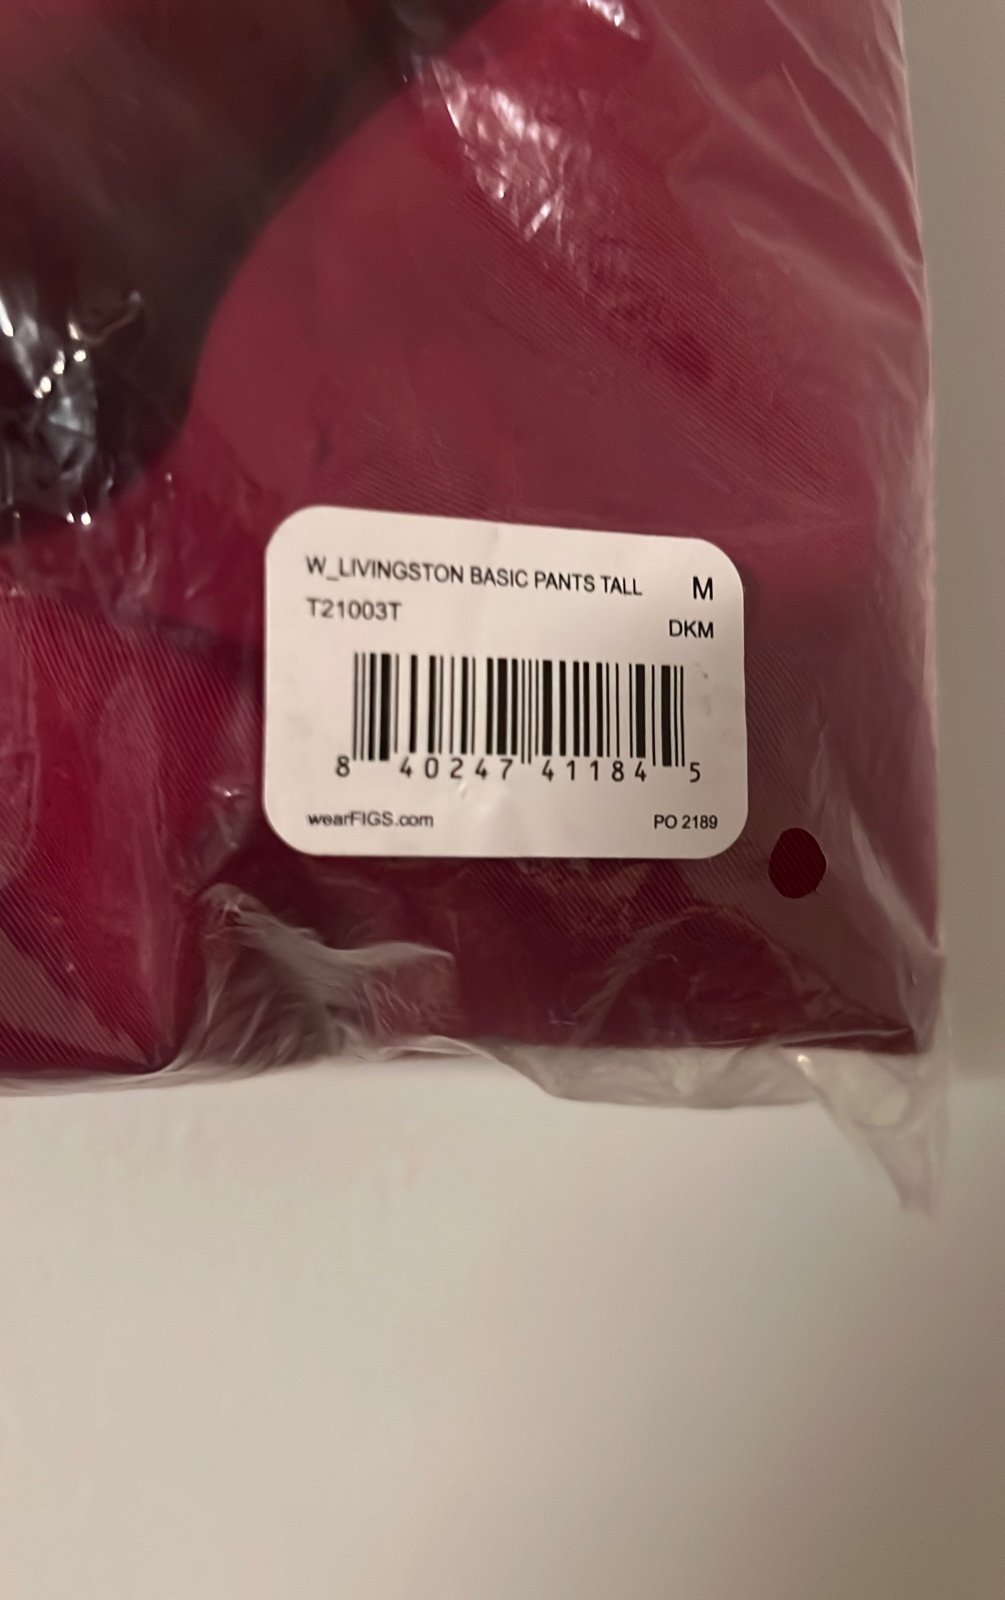 W_LIVINGSTON BASIC PANTS TALL M
T21003T DKM
8 40247 41184 5
wearFIGS.com PO 2189